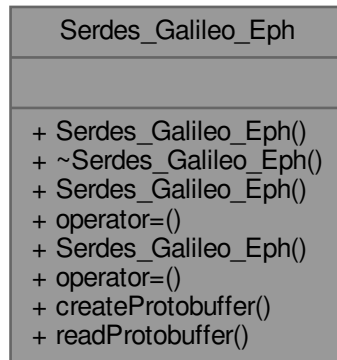 Serdes_Galileo_Eph
+ Serdes_Galileo_Eph()
+ ~Serdes_Galileo_Eph()
+ Serdes_Galileo_Eph()
+ operator=()
+ Serdes_Galileo_Eph()
+ operator=()
+ createProtobuffer()
+ readProtobuffer()